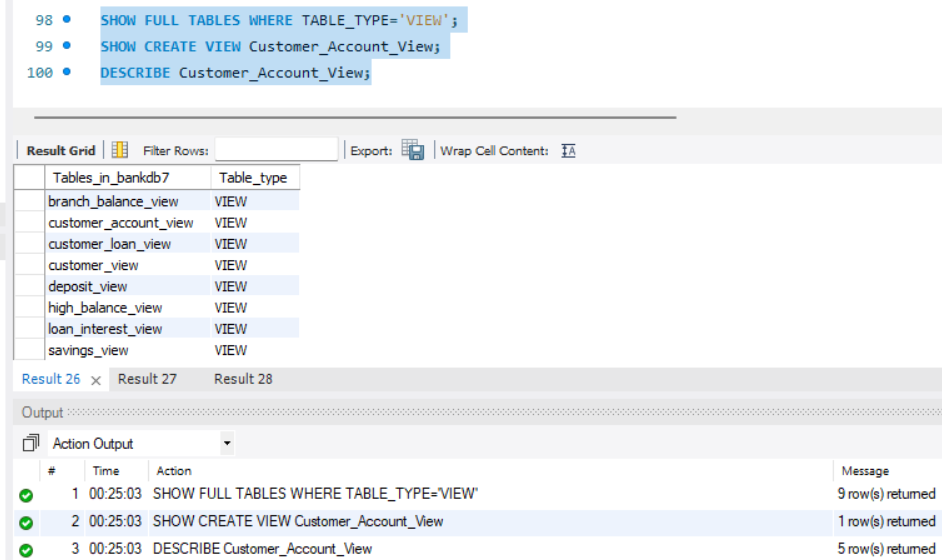 98 SHOW FULL TABLES WHERE TABLE_TYPE='VIEW';
99 SHOW CREATE VIEW Customer_Account_View;
100 DESCRIBE Customer_Account_View;
Result Grid Filter Rows: Export: Wrap Cell Content: IA
Tables_in_bankdb7 Table_type
branch_balance_view VIEW
customer_account_view VIEW
customer_loan_view VIEW
customer_view VIEW
deposit_view VIEW
high_balance_view VIEW
loan_interest_view VIEW
savings_view VIEW
Result 26 Result 27 Result 28
Output
Action Output
# Time Action Message
1 00:25:03 SHOW FULL TABLES WHERE TABLE_TYPE='VIEW' 9 row(s) returned
2 00:25:03 SHOW CREATE VIEW Customer_Account_View 1 row(s) returned
3 00:25:03 DESCRIBE Customer_Account_View 5 row(s) returned